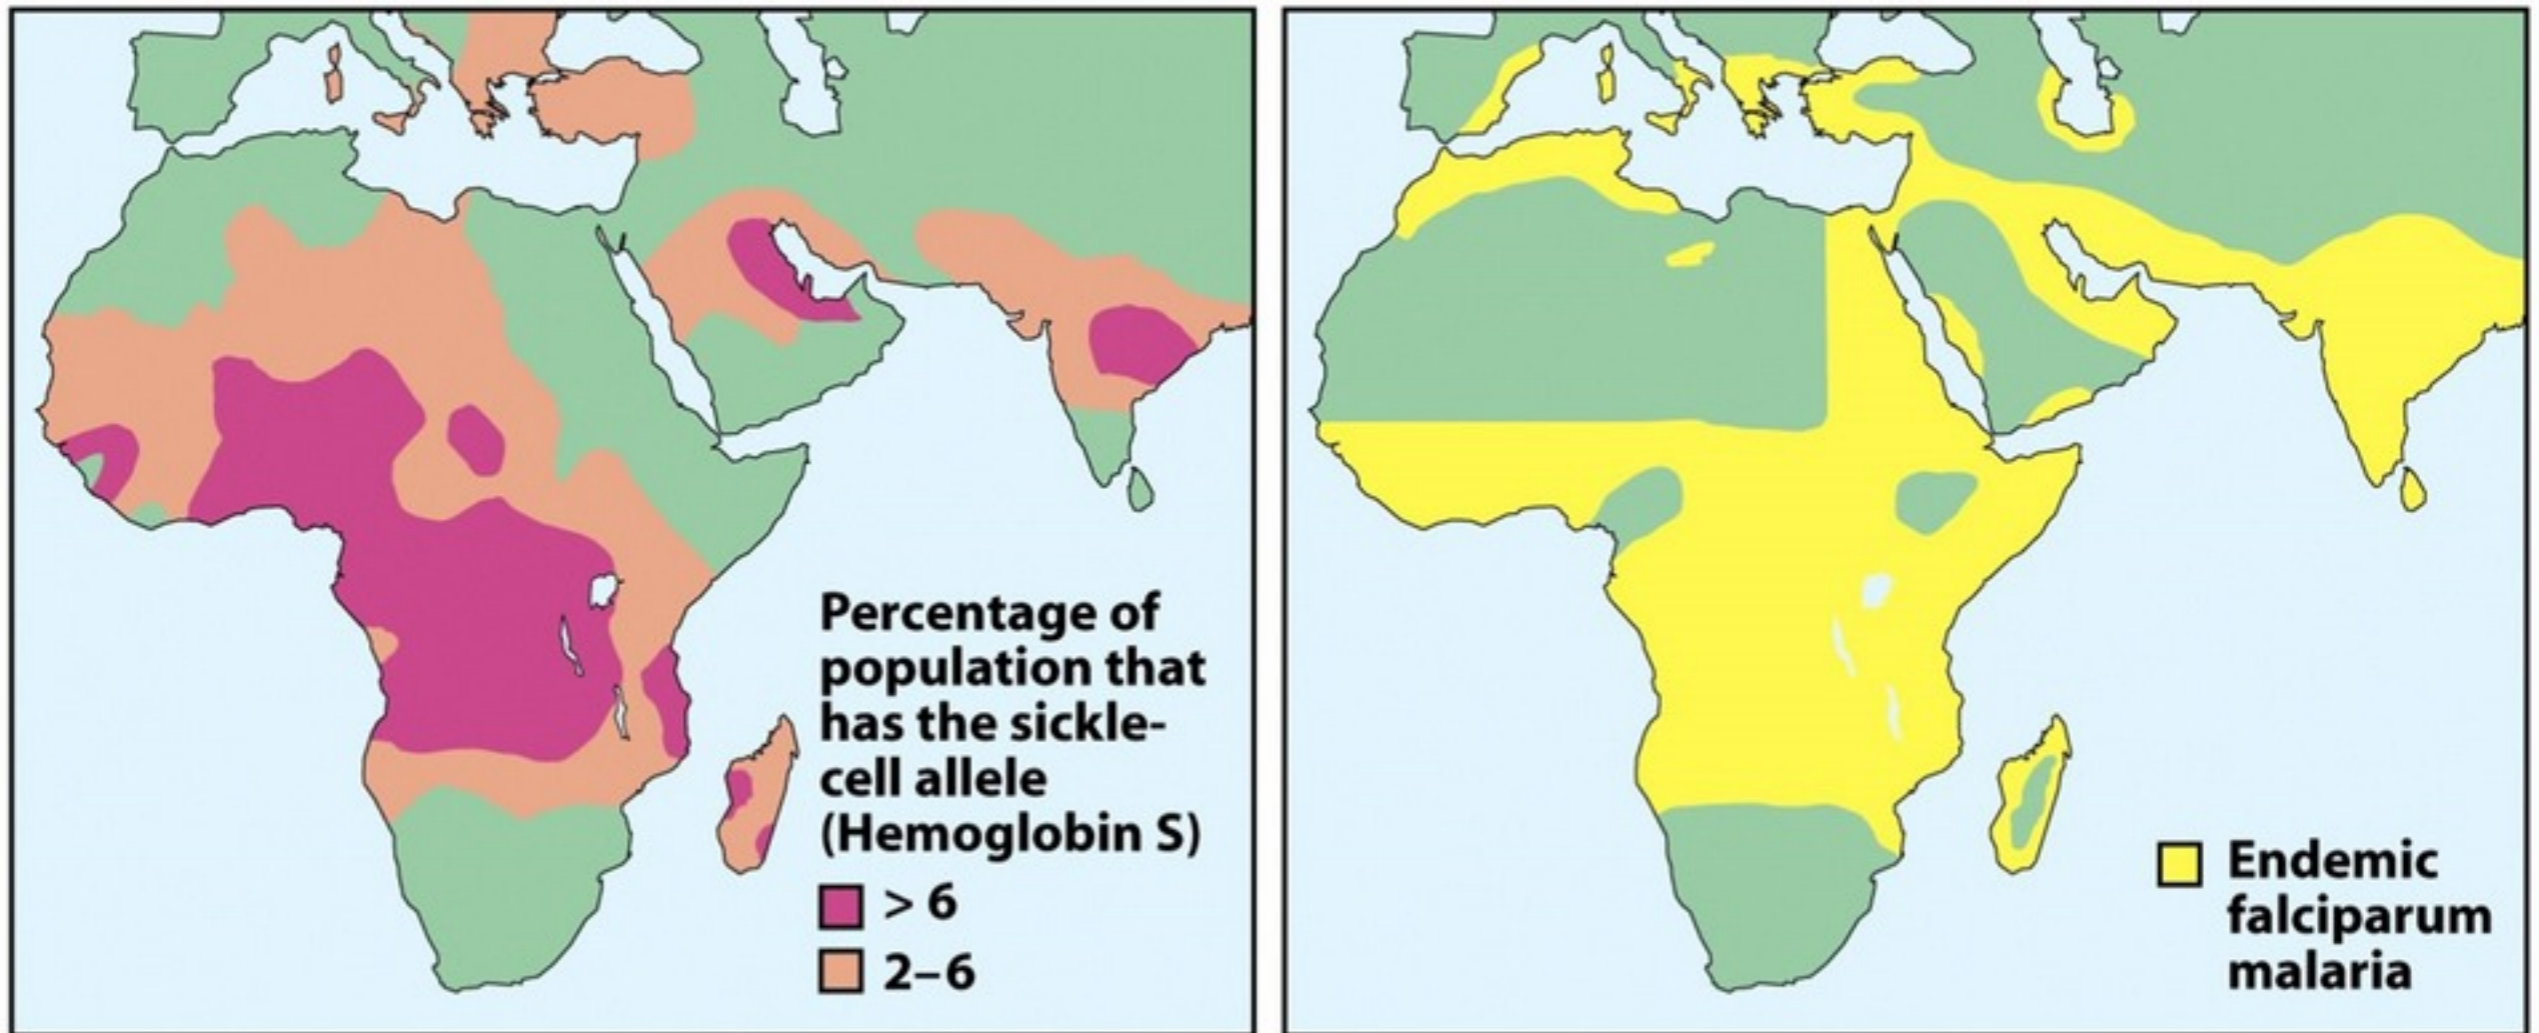 Percentage of
population that
has the sickle-
cell allele
(Hemoglobin S)
> 6
2–6
Endemic
falciparum
malaria